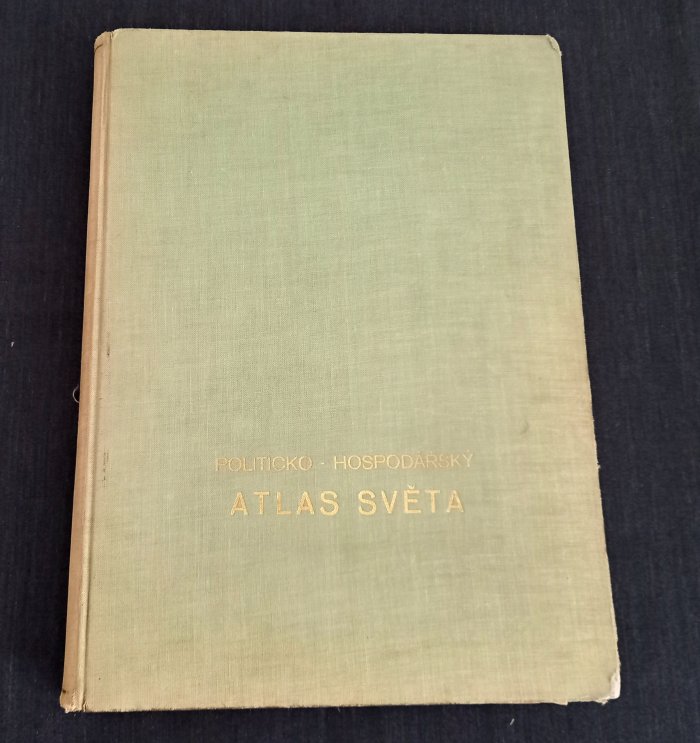 POLITICKO - HOSPODÁŘSKÝ
ATLAS SVĚTA